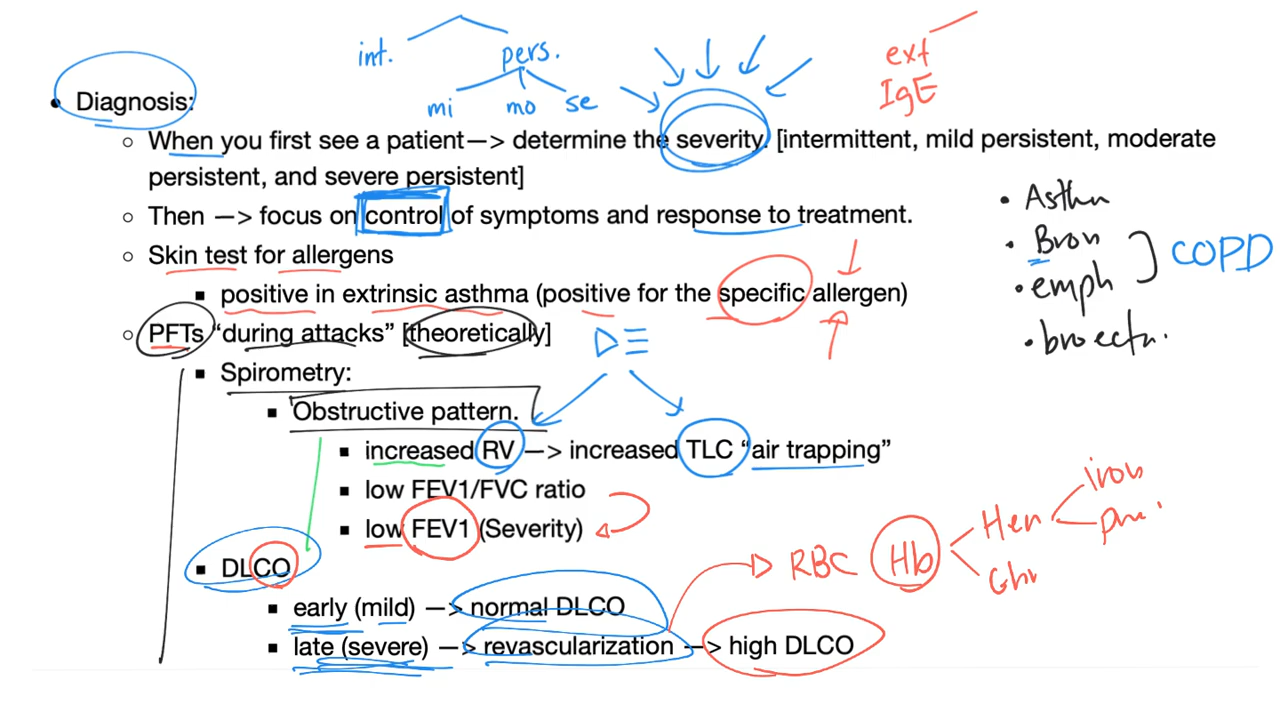 int. pers.
mi mo se
ext
IgE
• Diagnosis:
○ When you first see a patient—> determine the severity. [intermittent, mild persistent, moderate
persistent, and severe persistent]
○ Then —> focus on control of symptoms and response to treatment.
○ Skin test for allergens
▪ positive in extrinsic asthma (positive for the specific allergen)
○ PFTs “during attacks” [theoretically]
▪ Spirometry:
▪ Obstructive pattern.
▪ increased RV —> increased TLC “air trapping”
▪ low FEV1/FVC ratio
▪ low FEV1 (Severity)
▪ DLCO
▪ early (mild) —> normal DLCO
▪ late (severe) —> revascularization —> high DLCO
• Asthm
• Bron
• emph
COPD
• broectn.
RBC Hb
Hem
iron